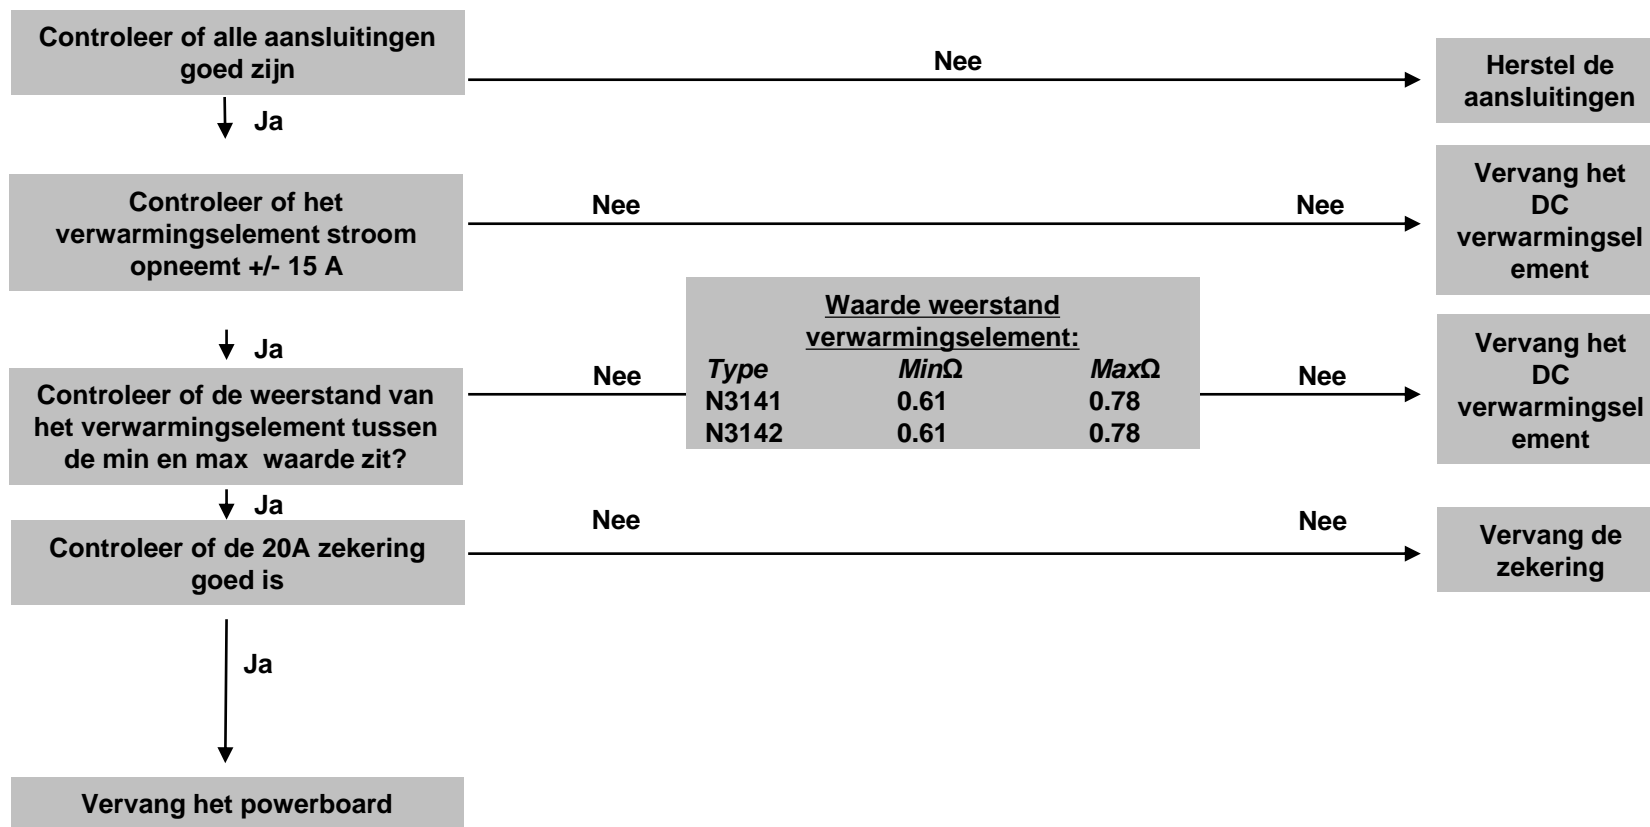 Controleer of alle aansluitingen
goed zijn
Nee
Herstel de
aansluitingen
Ja
Controleer of het
verwarmingselement stroom
opneemt +/- 15 A
Nee
Nee
Vervang het
DC
verwarmingsel
ement
Ja
Controleer of de weerstand van
het verwarmingselement tussen
de min en max  waarde zit?
Nee
Waarde weerstand
verwarmingselement:
Type MinΩ MaxΩ
N3141 0.61 0.78
N3142 0.61 0.78
Nee
Vervang het
DC
verwarmingsel
ement
Ja
Controleer of de 20A zekering
goed is
Nee
Nee
Vervang de
zekering
Ja
Vervang het powerboard